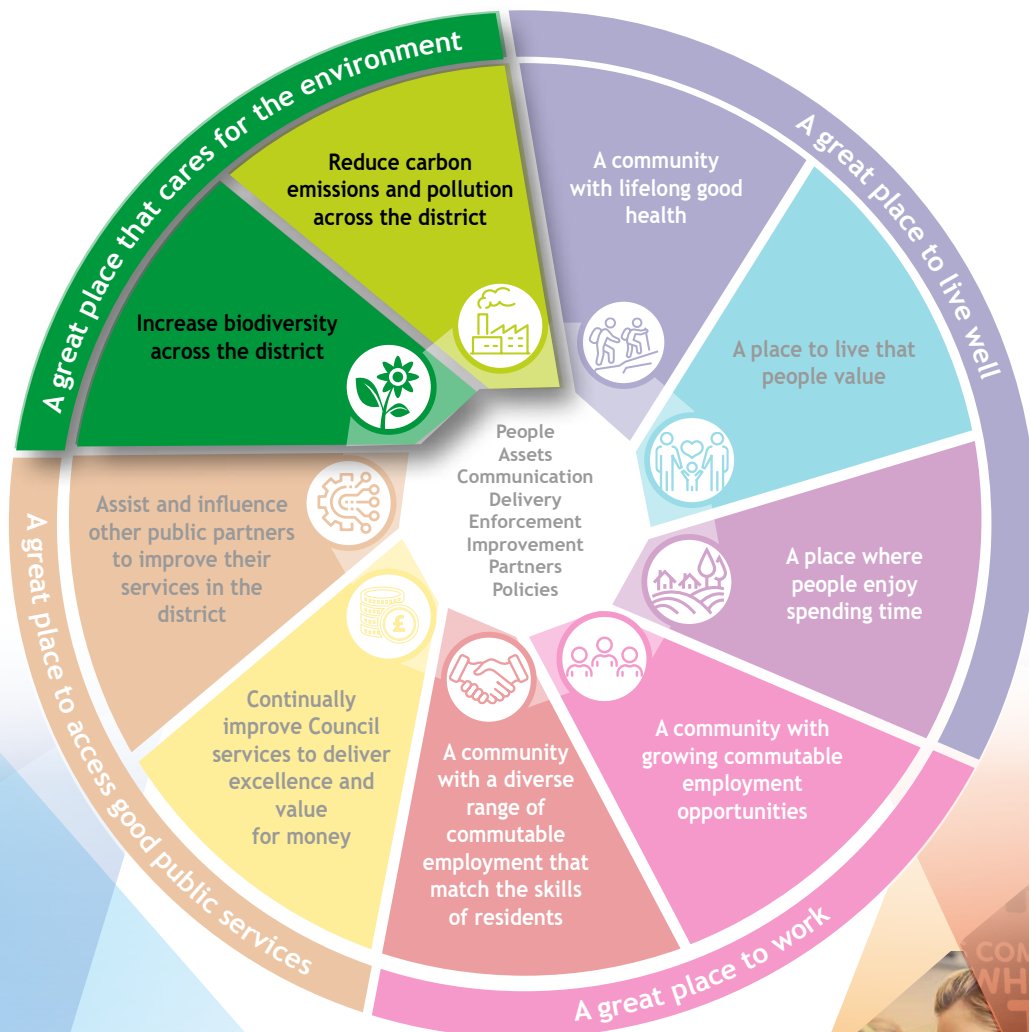 A great place that cares for the environment
Reduce carbon
emissions and pollution
across the district
Increase biodiversity
across the district
A great place to live well
A community
with lifelong good
health
A place to live that
people value
A place where
people enjoy
spending time
A great place to work
A community with
growing commutable
employment
opportunities
A community
with a diverse
range of
commutable
employment that
match the skills
of residents
A great place to access good public services
Continually
improve Council
services to deliver
excellence and
value
for money
£
Assist and influence
other public partners
to improve their
services in the
district
People
Assets
Communication
Delivery
Enforcement
Improvement
Partners
Policies